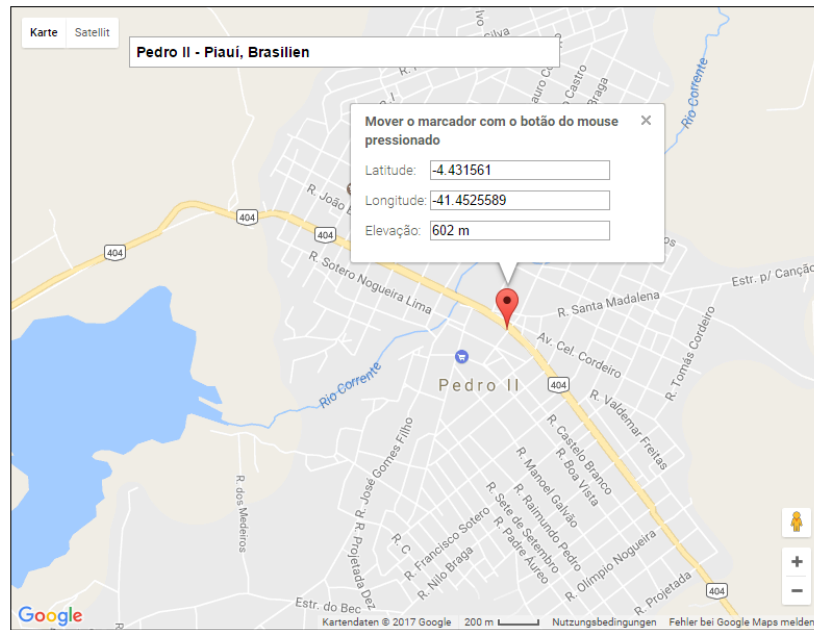 Karte Satellit
Pedro II - Piauí, Brasilien
Mover o marcador com o botão do mouse
pressionado
Latitude: -4.431561
Longitude: -41.4525589
Elevação: 602 m
Rio Corrente
404
404
404
R. Sotero Nogueira Lima
Estr. p/ Canção
R. Santa Madalena
Av. Cel. Cordeiro
R. Tomás Cordeiro
Rio Corrente
Pedro II
404
R. Valdemar Freitas
R. Castelo Branco
R. Boa Vista
R. José Gomes Filho
R. Manoel Galvão
R. Raimundo Pedro
R. Sete de Setembro
R. Padre Áureo
R. dos Medeiros
R. Projetada Dez
R. C
R. Francisco Sotero
R. Nilo Braga
R. Olímpio Nogueira
R. Projetada
404
Estr. do Bec
Google
Kartendaten © 2017 Google 200 m Nutzungsbedingungen Fehler bei Google Maps melden